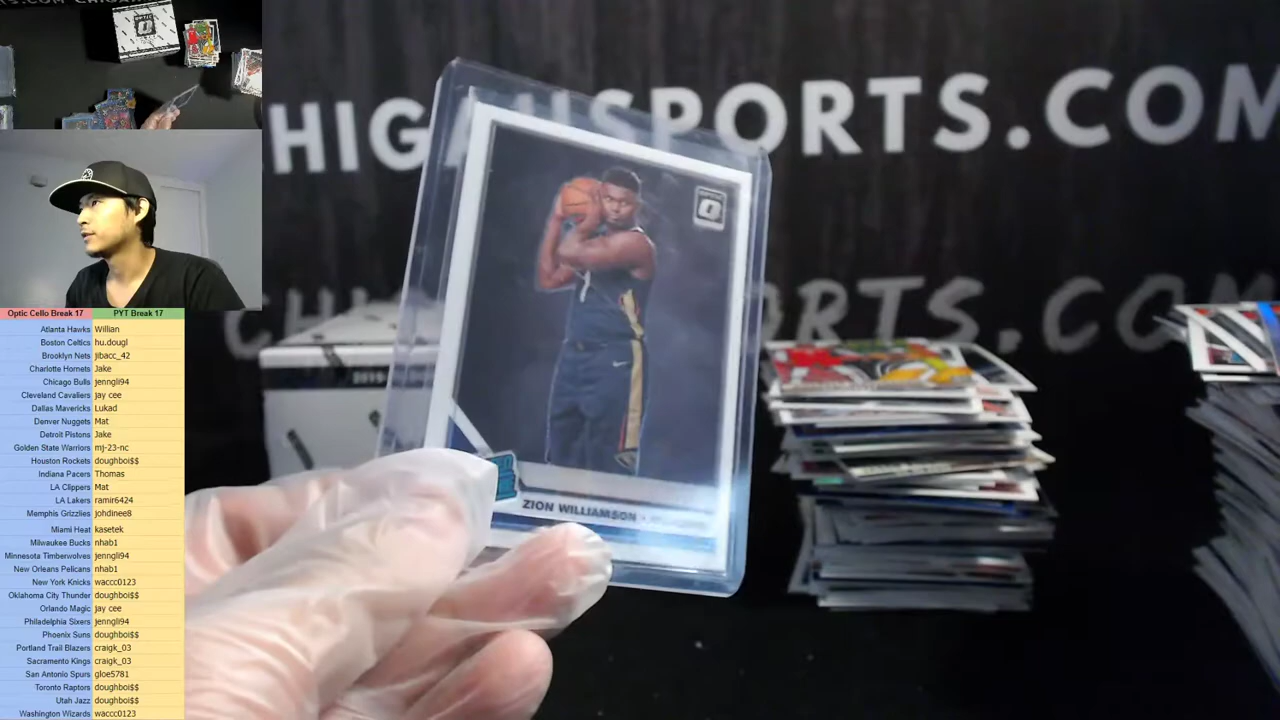 HIGAHSPORTS.COM
OPTIC
ZION WILLIAMSON
Optic Cello Break 17 PYT Break 17
Atlanta Hawks Willian
Boston Celtics hu.dougl
Brooklyn Nets jibacc_42
Charlotte Hornets Jake
Chicago Bulls jenngli94
Cleveland Cavaliers jay cee
Dallas Mavericks Lukad
Denver Nuggets Mat
Detroit Pistons Jake
Golden State Warriors mj-23-nc
Houston Rockets doughboi$$
Indiana Pacers Thomas
LA Clippers Mat
LA Lakers ramir6424
Memphis Grizzlies johdinee8
Miami Heat kasetek
Milwaukee Bucks nhab1
Minnesota Timberwolves jenngli94
New Orleans Pelicans nhab1
New York Knicks waccc0123
Oklahoma City Thunder doughboi$$
Orlando Magic jay cee
Philadelphia Sixers jenngli94
Phoenix Suns doughboi$$
Portland Trail Blazers craigk_03
Sacramento Kings craigk_03
San Antonio Spurs gloe5781
Toronto Raptors doughboi$$
Utah Jazz doughboi$$
Washington Wizards waccc0123